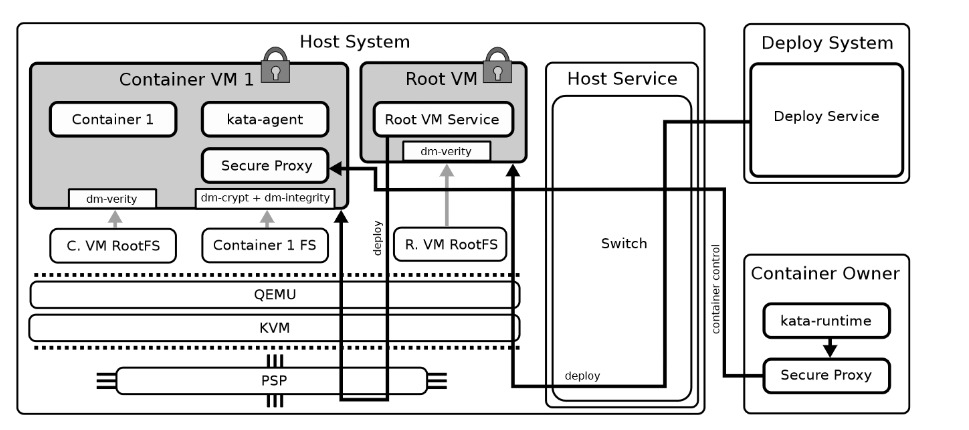 Host System
Container VM 1
Root VM
Host Service
Deploy System
Container 1
kata-agent
Root VM Service
Deploy Service
dm-verity
Secure Proxy
dm-verity
dm-crypt + dm-integrity
C. VM RootFS
Container 1 FS
deploy
R. VM RootFS
Switch
container control
Container Owner
QEMU
kata-runtime
KVM
PSP
deploy
Secure Proxy